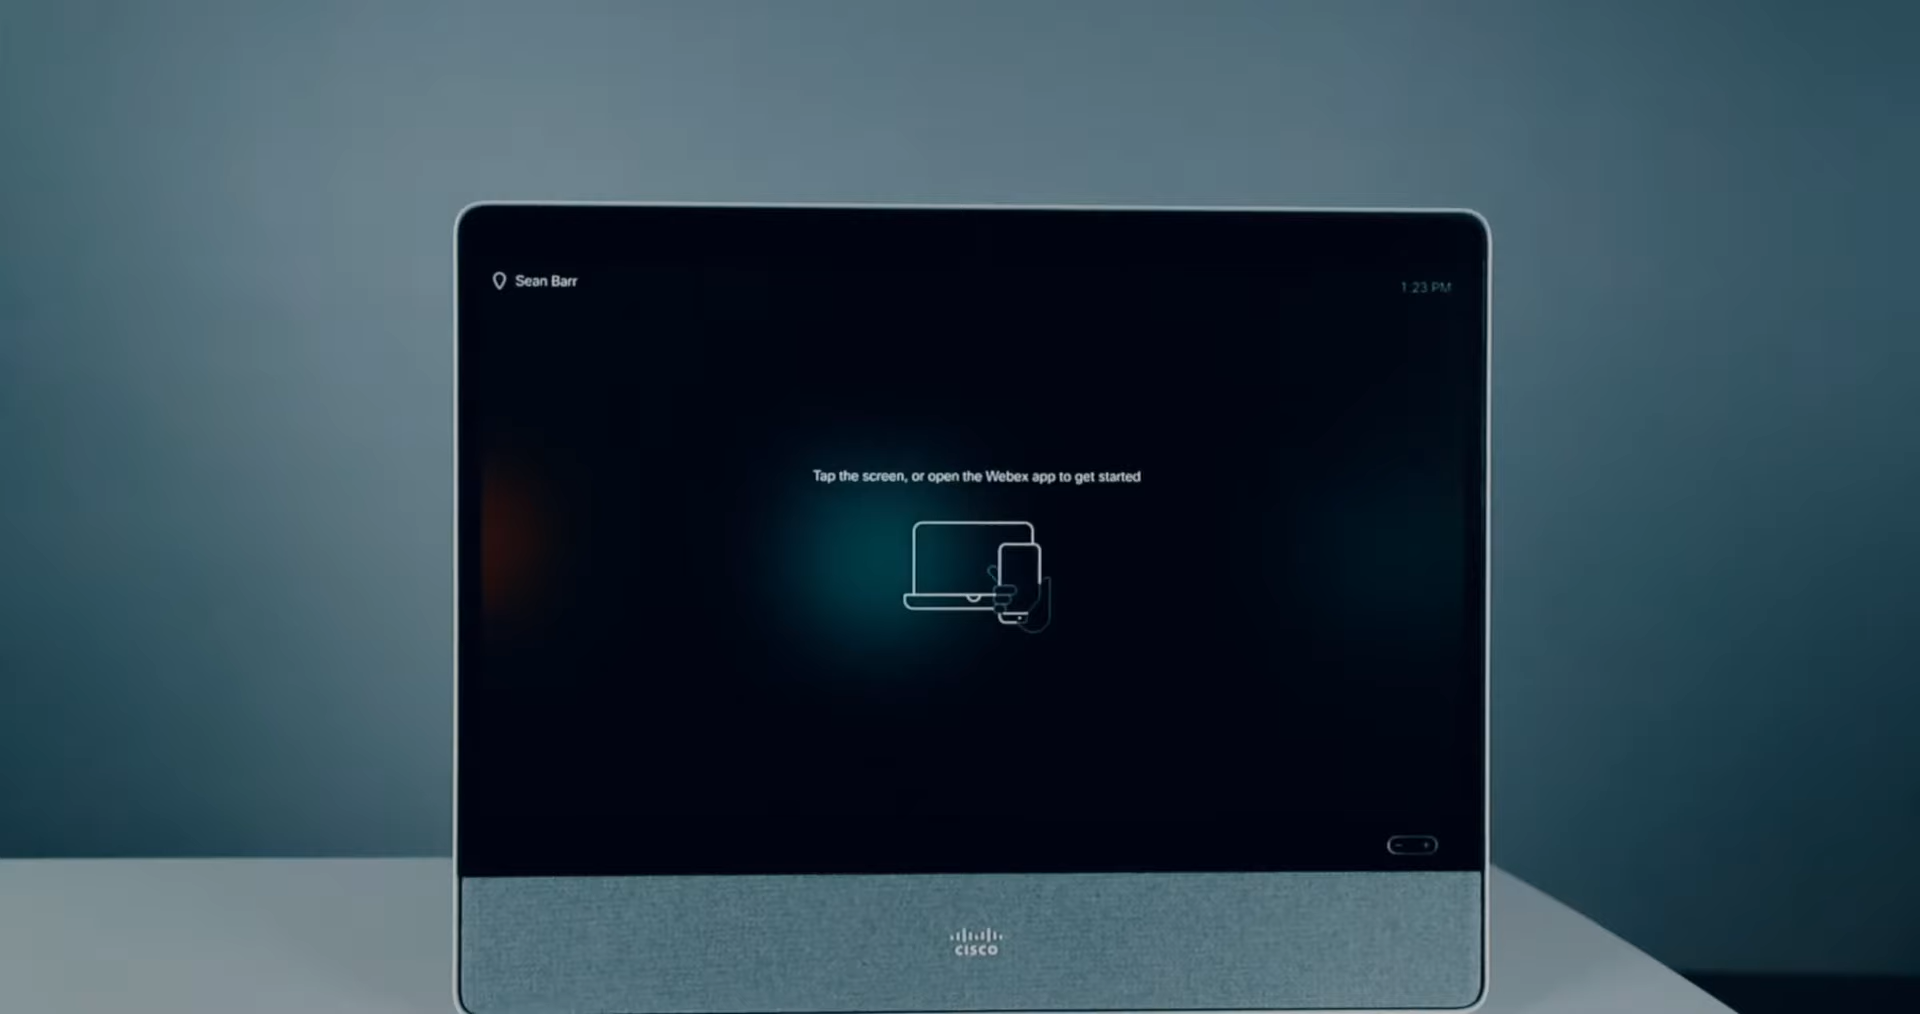 Sean Barr
1:23 PM
Tap the screen, or open the Webex app to get started
CISCO